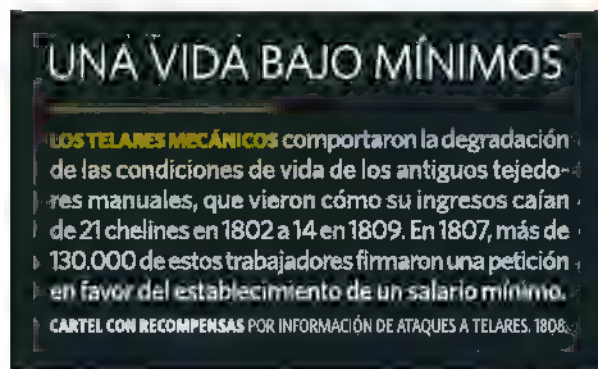 UNA VIDA BAJO MÍNIMOS
LOS TELARES MECÁNICOS comportaron la degradación
de las condiciones de vida de los antiguos tejedo-
res manuales, que vieron cómo su ingresos caían
de 21 chelines en 1802 a 14 en 1809. En 1807, más de
130.000 de estos trabajadores firmaron una petición
en favor del establecimiento de un salario mínimo.
CARTEL CON RECOMPENSAS POR INFORMACIÓN DE ATAQUES A TELARES. 1808.